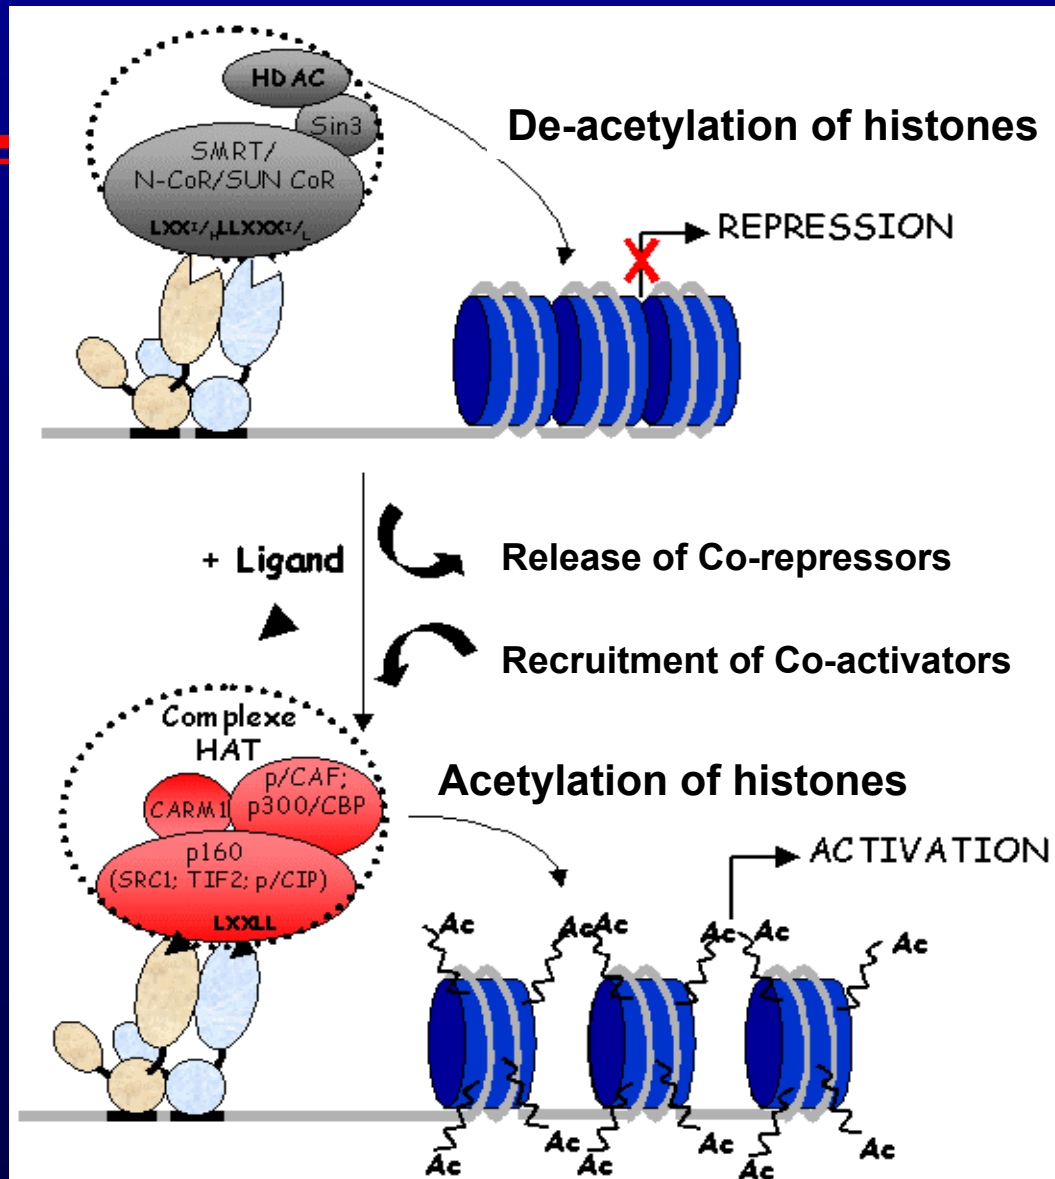 HDAC
Sin3
SMRT/
N-CoR/SUN CoR
LXXI/HLLXXXI/L
De-acetylation of histones
X
REPRESSION
+ Ligand
Release of Co-repressors
Recruitment of Co-activators
Complexe
HAT
p/CAF;
p300/CBP
CARM1
p160
(SRC1; TIF2; p/CIP)
LXXLL
Acetylation of histones
ACTIVATION
Ac Ac Ac Ac Ac Ac
Ac Ac Ac Ac Ac Ac